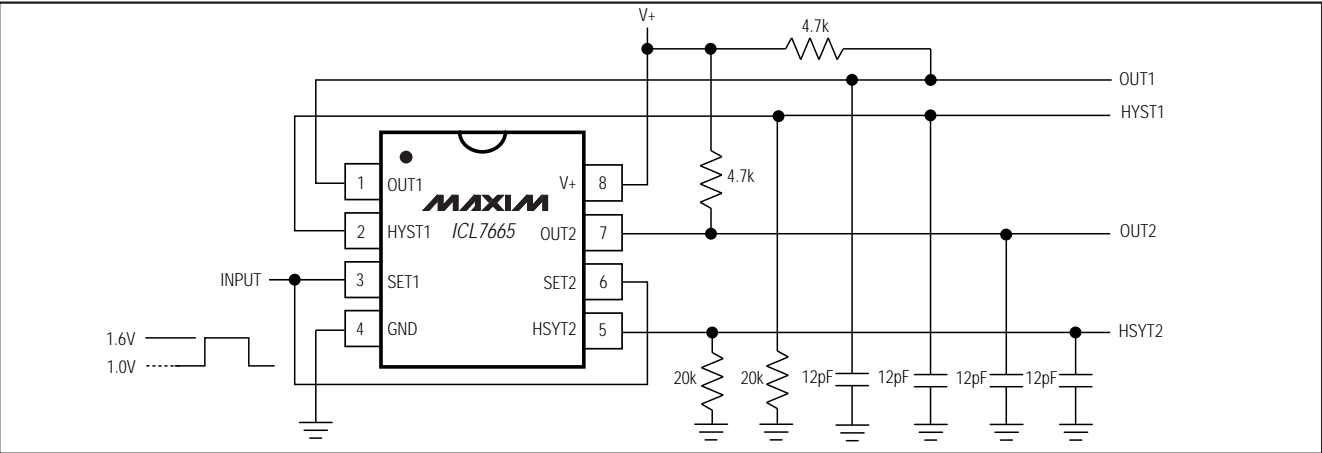 V+
4.7k
OUT1
HYST1
4.7k
1 OUT1
V+ 8
MAXIM
ICL7665
2 HYST1
OUT2 7
OUT2
INPUT
3 SET1
SET2 6
4 GND
HSYT2 5
HSYT2
1.6V
1.0V
20k
20k
12pF
12pF
12pF
12pF